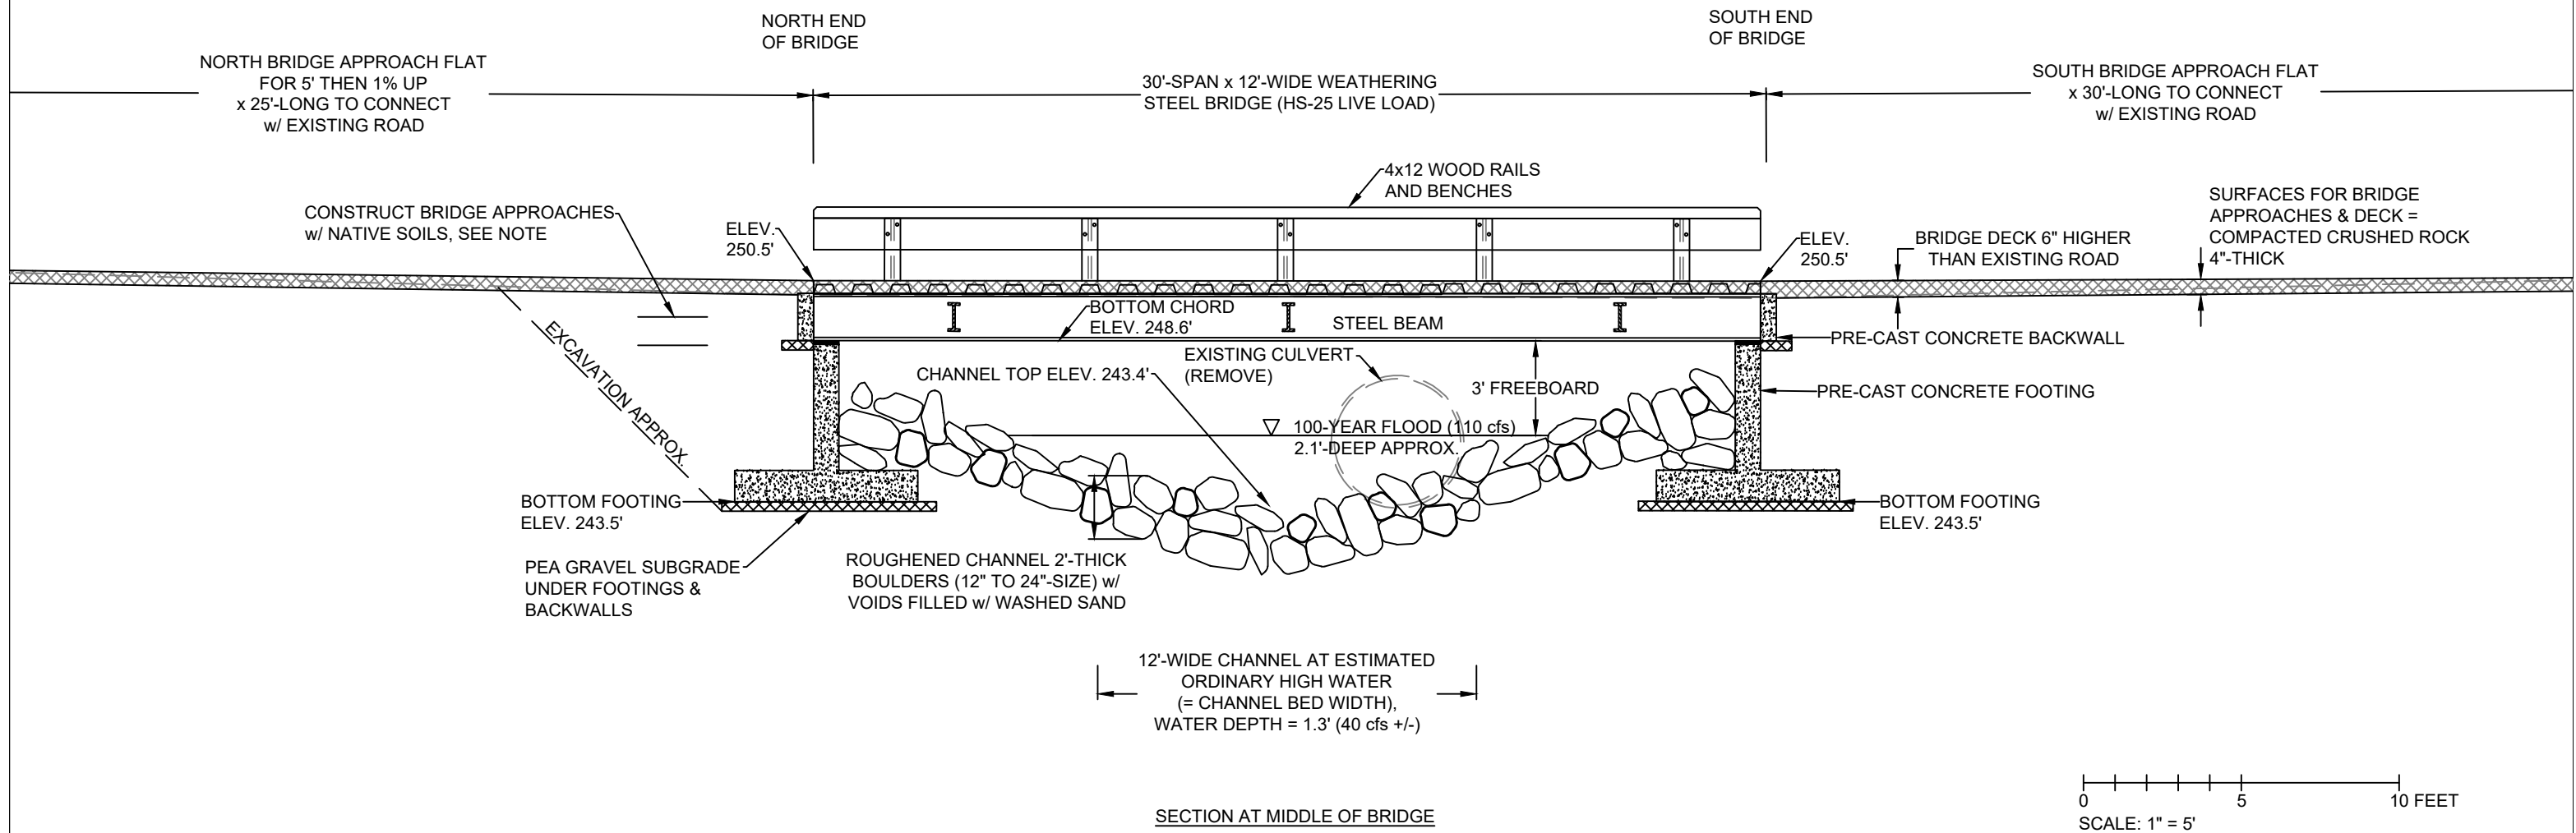 NORTH END
OF BRIDGE
SOUTH END
OF BRIDGE
NORTH BRIDGE APPROACH FLAT
FOR 5' THEN 1% UP
x 25'-LONG TO CONNECT
w/ EXISTING ROAD
30'-SPAN x 12'-WIDE WEATHERING
STEEL BRIDGE (HS-25 LIVE LOAD)
SOUTH BRIDGE APPROACH FLAT
x 30'-LONG TO CONNECT
w/ EXISTING ROAD
4x12 WOOD RAILS
AND BENCHES
CONSTRUCT BRIDGE APPROACHES
w/ NATIVE SOILS, SEE NOTE
ELEV.
250.5'
ELEV.
250.5'
BRIDGE DECK 6" HIGHER
THAN EXISTING ROAD
SURFACES FOR BRIDGE
APPROACHES & DECK =
COMPACTED CRUSHED ROCK
4"-THICK
BOTTOM CHORD
ELEV. 248.6'
STEEL BEAM
EXCAVATION APPROX.
CHANNEL TOP ELEV. 243.4'
EXISTING CULVERT
(REMOVE)
3' FREEBOARD
PRE-CAST CONCRETE BACKWALL
PRE-CAST CONCRETE FOOTING
100-YEAR FLOOD (110 cfs)
2.1'-DEEP APPROX.
BOTTOM FOOTING
ELEV. 243.5'
BOTTOM FOOTING
ELEV. 243.5'
PEA GRAVEL SUBGRADE
UNDER FOOTINGS &
BACKWALLS
ROUGHENED CHANNEL 2'-THICK
BOULDERS (12" TO 24"-SIZE) w/
VOIDS FILLED w/ WASHED SAND
12'-WIDE CHANNEL AT ESTIMATED
ORDINARY HIGH WATER
(= CHANNEL BED WIDTH),
WATER DEPTH = 1.3' (40 cfs +/-)
SECTION AT MIDDLE OF BRIDGE
0 5 10 FEET
SCALE: 1" = 5'